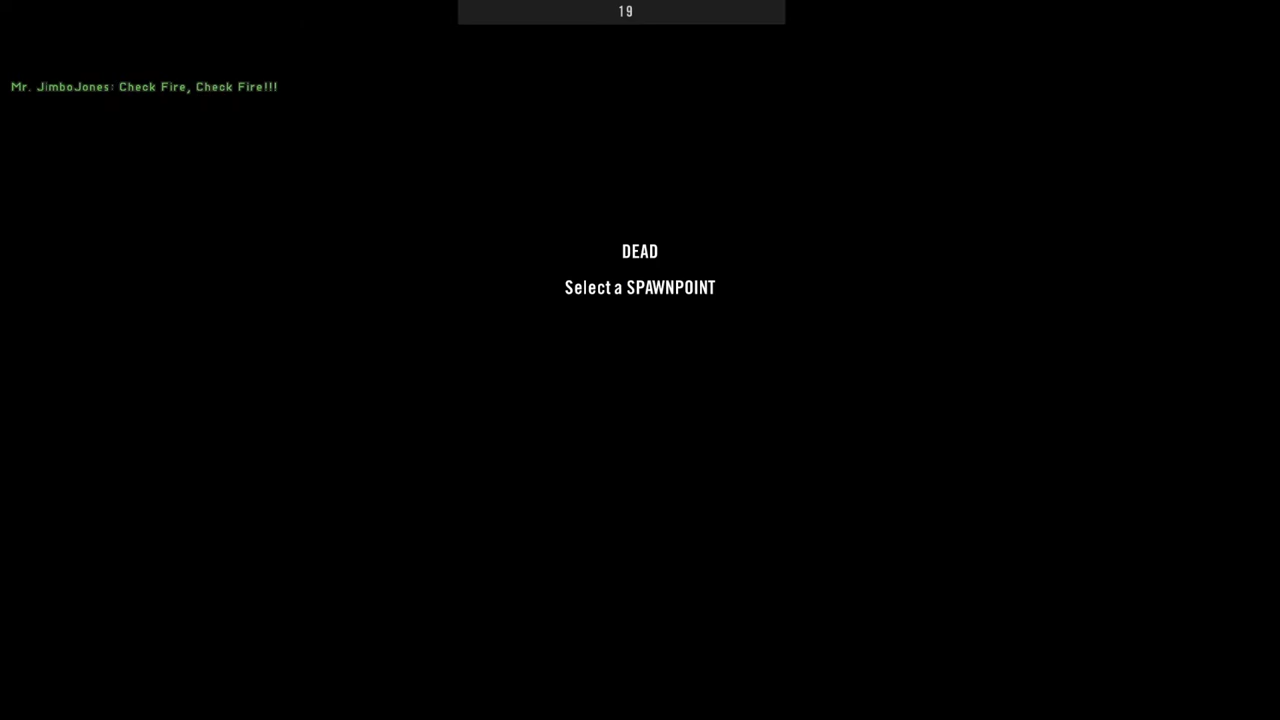 19
Mr. JimboJones: Check Fire, Check Fire!!!
DEAD
Select a SPAWNPOINT